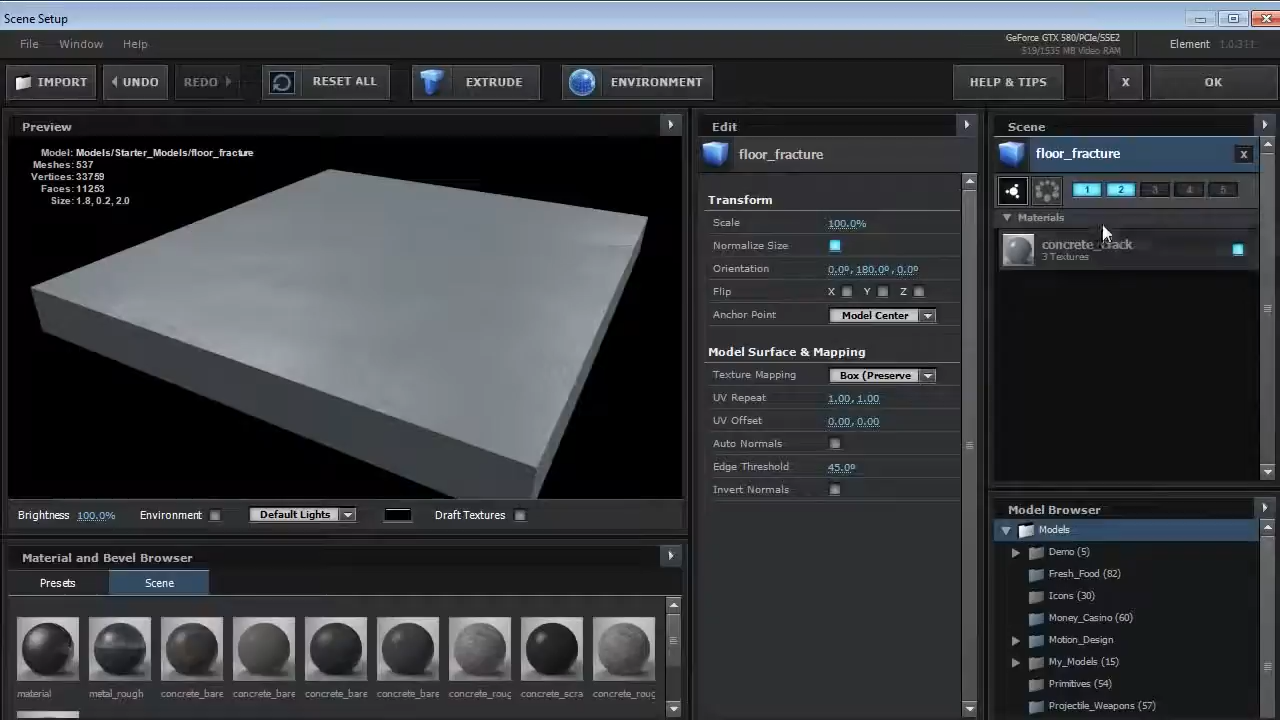 Scene Setup
File Window Help
GeForce GTX 580/PCIe/SSE2
519/1535 MB Video RAM
Element 1.0.311
IMPORT UNDO REDO RESET ALL EXTRUDE ENVIRONMENT HELP & TIPS X OK
Preview
Model: Models/Starter_Models/floor_fracture
Meshes: 537
Vertices: 33759
Faces: 11253
Size: 1.8, 0.2, 2.0
Brightness 100.0% Environment Default Lights Draft Textures
Material and Bevel Browser
Presets Scene
material metal_rough concrete_bare concrete_bare concrete_bare concrete_bare concrete_roug concrete_scra concrete_roug
Edit
floor_fracture
Transform
Scale 100.0%
Normalize Size
Orientation 0.0º, 180.0º, 0.0º
Flip X Y Z
Anchor Point Model Center
Model Surface & Mapping
Texture Mapping Box (Preserve
UV Repeat 1.00, 1.00
UV Offset 0.00, 0.00
Auto Normals
Edge Threshold 45.0º
Invert Normals
Scene
floor_fracture X
1 2 3 4 5
Materials
concrete_crack
3 Textures
Model Browser
Models
Demo (5)
Fresh_Food (82)
Icons (30)
Money_Casino (60)
Motion_Design
My_Models (15)
Primitives (54)
Projectile_Weapons (57)